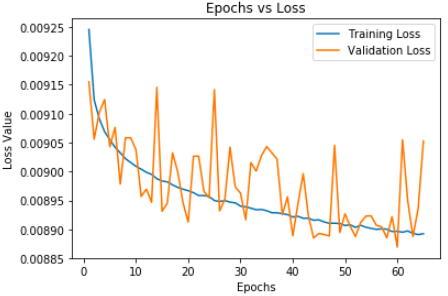 Epochs vs Loss
Training Loss
Validation Loss
Loss Value
0.00925
0.00920
0.00915
0.00910
0.00905
0.00900
0.00895
0.00890
0.00885
0 10 20 30 40 50 60
Epochs